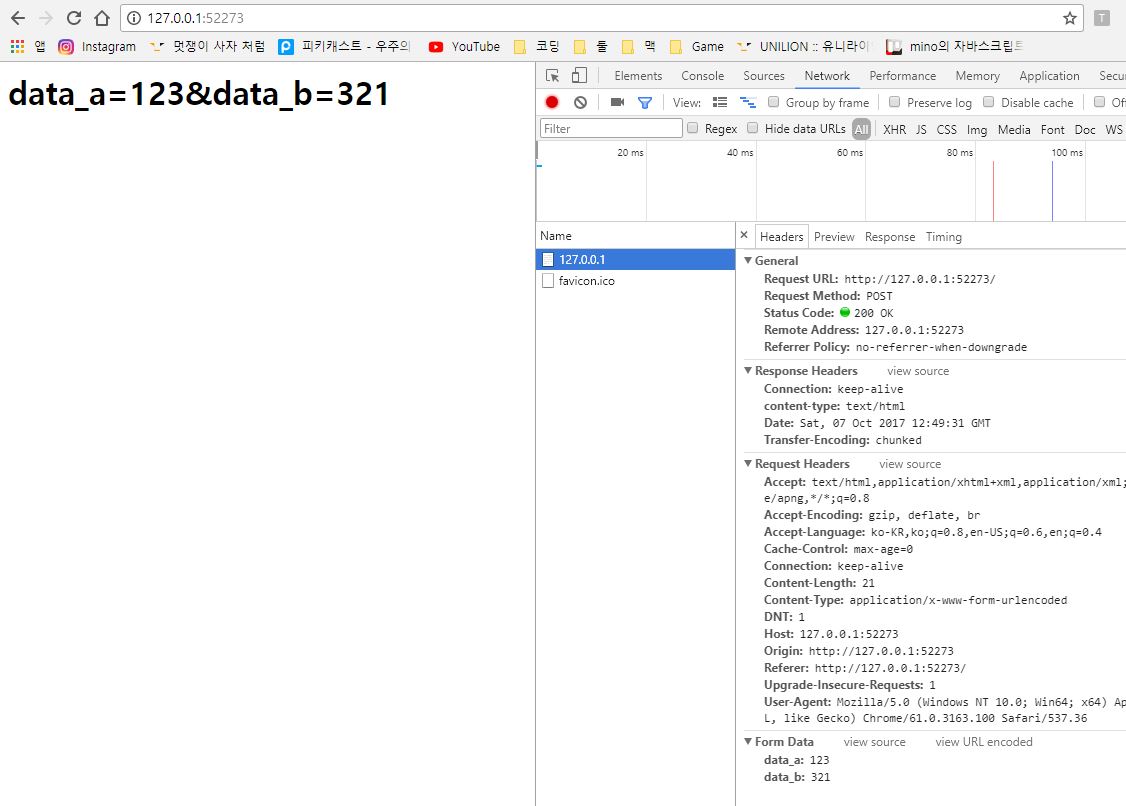 127.0.0.1:52273
T
앱 Instagram 멋쟁이 사자 처럼 피키캐스트 - 우주의 YouTube 코딩 툴 맥 Game UNILION :: 유니라이 mino의 자바스크립트
data_a=123&data_b=321
Elements Console Sources Network Performance Memory Application Secu
View: Group by frame Preserve log Disable cache Of
Filter Regex Hide data URLs All XHR JS CSS Img Media Font Doc WS
20 ms 40 ms 60 ms 80 ms 100 ms
Name
127.0.0.1
favicon.ico
× Headers Preview Response Timing
General
Request URL: http://127.0.0.1:52273/
Request Method: POST
Status Code: 200 OK
Remote Address: 127.0.0.1:52273
Referrer Policy: no-referrer-when-downgrade
Response Headers view source
Connection: keep-alive
content-type: text/html
Date: Sat, 07 Oct 2017 12:49:31 GMT
Transfer-Encoding: chunked
Request Headers view source
Accept: text/html,application/xhtml+xml,application/xml;
e/apng,*/*;q=0.8
Accept-Encoding: gzip, deflate, br
Accept-Language: ko-KR,ko;q=0.8,en-US;q=0.6,en;q=0.4
Cache-Control: max-age=0
Connection: keep-alive
Content-Length: 21
Content-Type: application/x-www-form-urlencoded
DNT: 1
Host: 127.0.0.1:52273
Origin: http://127.0.0.1:52273
Referer: http://127.0.0.1:52273/
Upgrade-Insecure-Requests: 1
User-Agent: Mozilla/5.0 (Windows NT 10.0; Win64; x64) Ap
L, like Gecko) Chrome/61.0.3163.100 Safari/537.36
Form Data view source view URL encoded
data_a: 123
data_b: 321